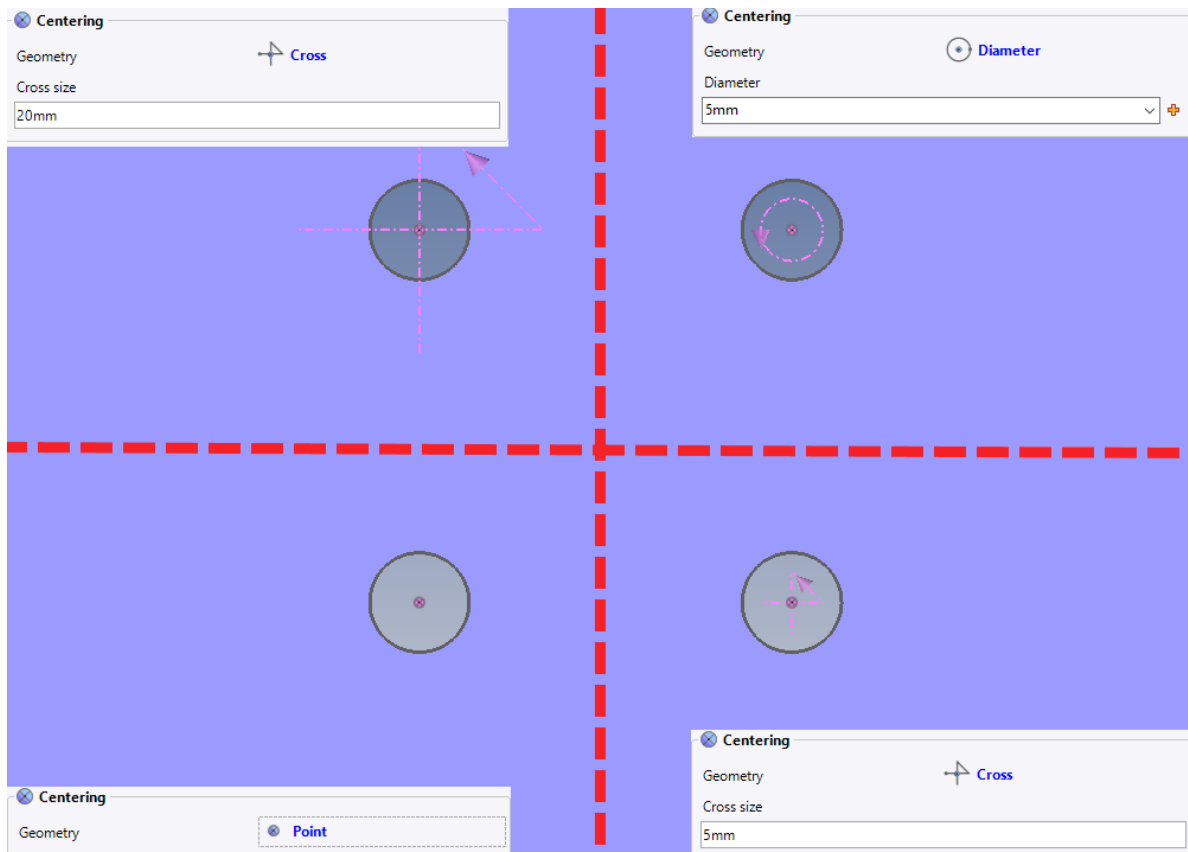 Centering
Geometry Cross
Cross size
20mm
Centering
Geometry Diameter
Diameter
5mm
Centering
Geometry Point
Centering
Geometry Cross
Cross size
5mm